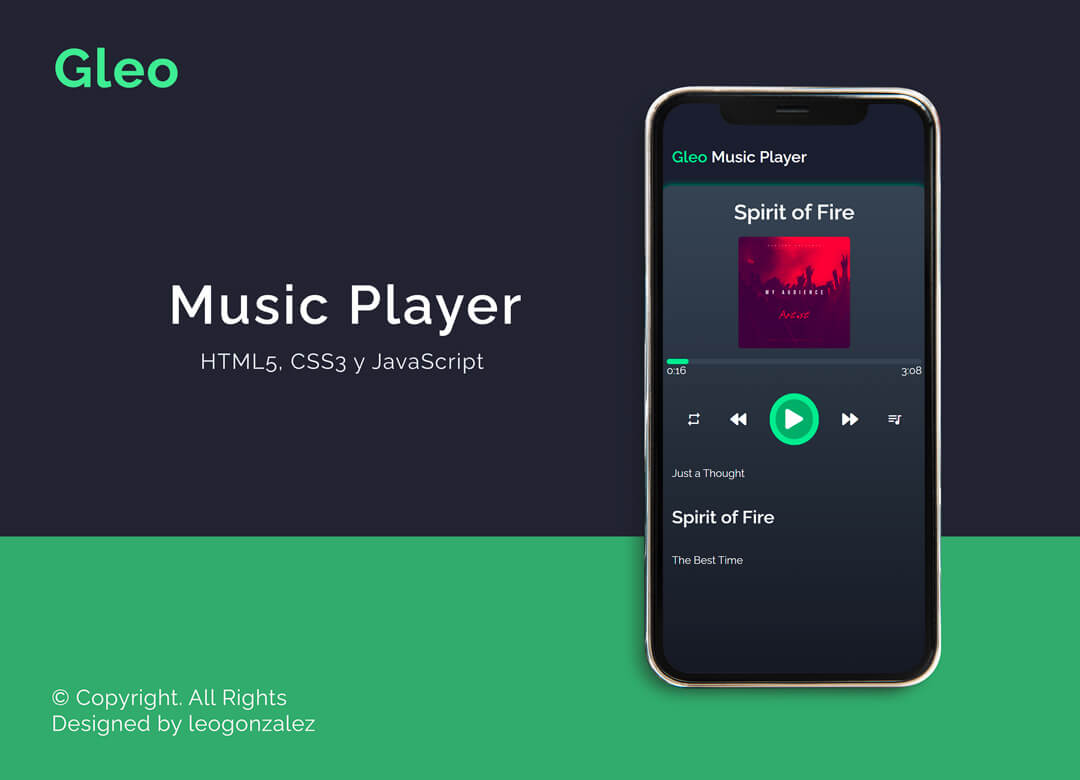 Gleo
Music Player
HTML5, CSS3 y JavaScript
© Copyright. All Rights
Designed by leogonzalez
Gleo Music Player
Spirit of Fire
MY AUDIENCE
Artist
0:16
3:08
Just a Thought
Spirit of Fire
The Best Time